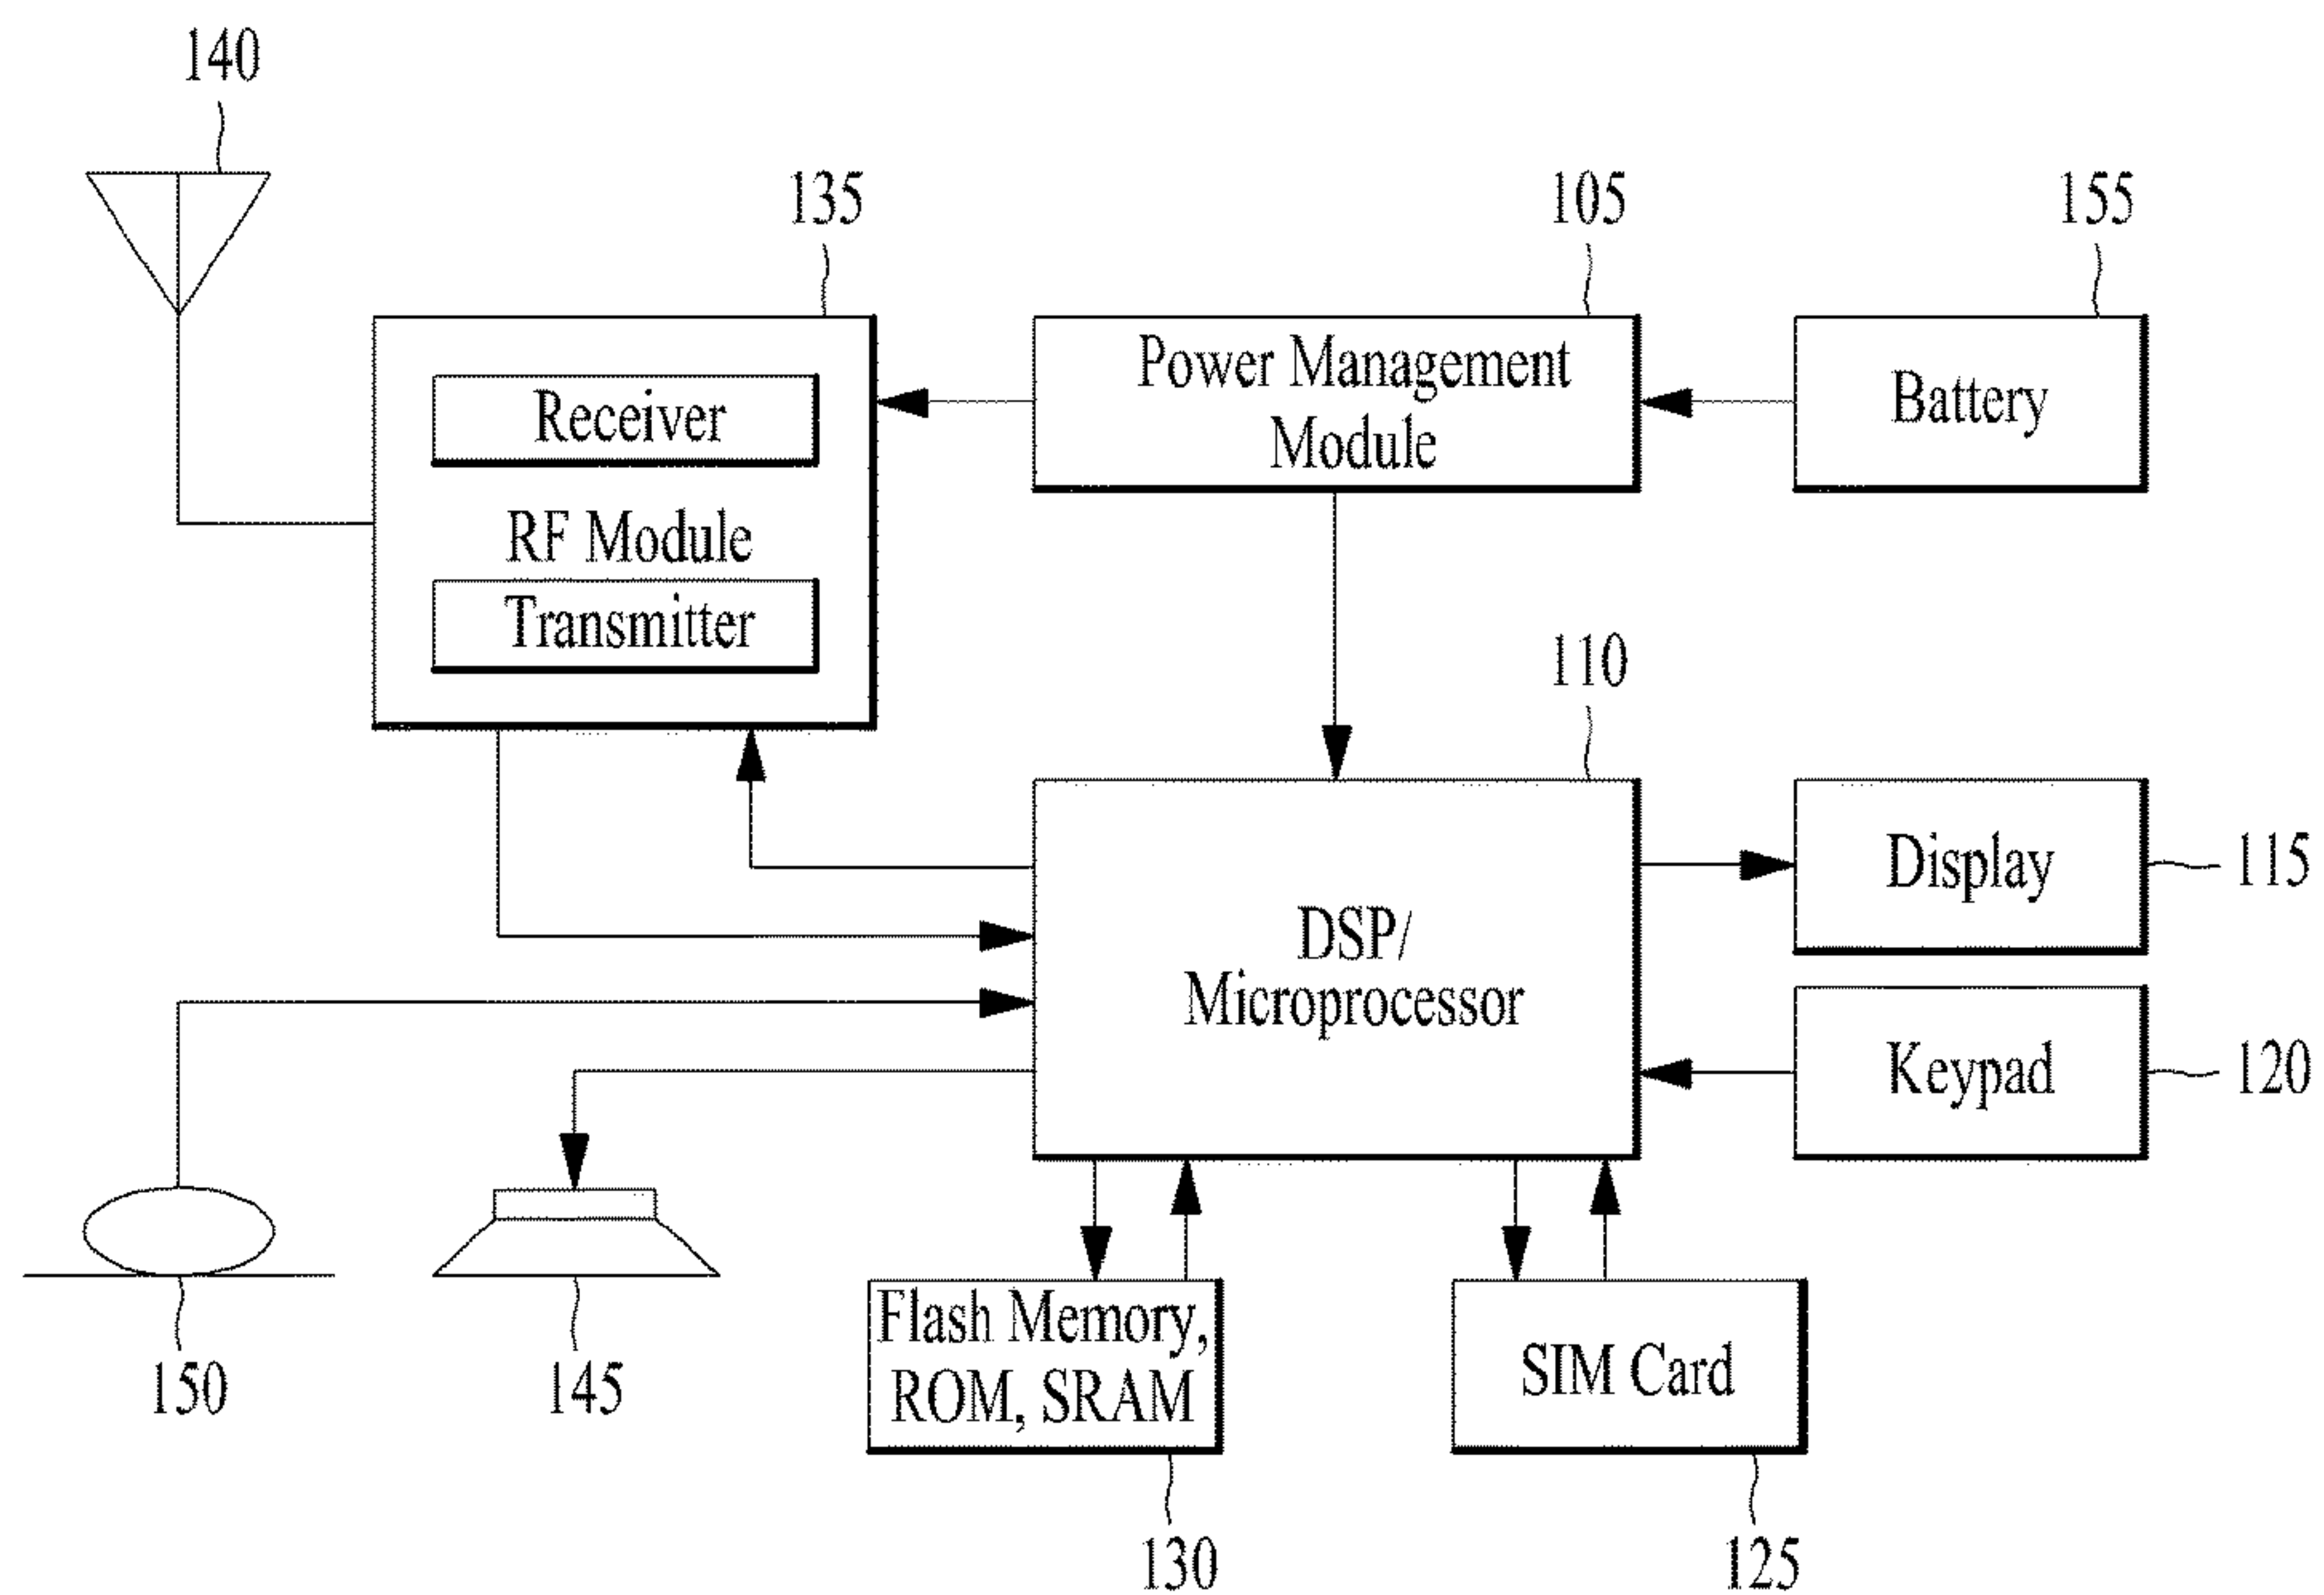 140
135
105
155
Receiver
RF Module
Transmitter
Power Management
Module
Battery
110
DSP/
Microprocessor
Display
115
Keypad
120
150
145
Flash Memory,
ROM, SRAM
130
SIM Card
125